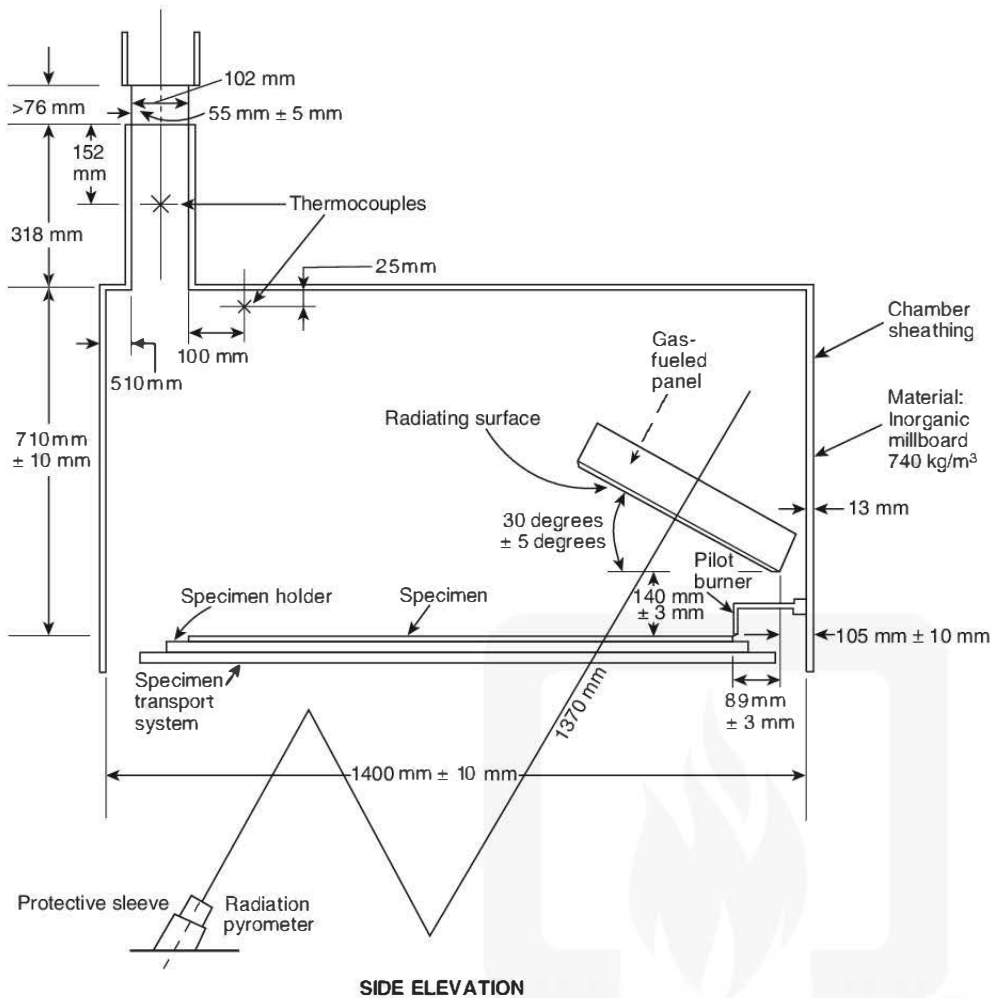 102 mm
>76 mm
55 mm ± 5 mm
152
mm
Thermocouples
318 mm
25mm
Chamber
sheathing
100 mm
Gas-
fueled
panel
510mm
Material:
Inorganic
millboard
740 kg/m³
Radiating surface
710mm
± 10 mm
13 mm
30 degrees
± 5 degrees
Pilot
burner
140 mm
± 3 mm
Specimen holder
Specimen
105 mm ± 10 mm
Specimen
transport
system
89mm
± 3 mm
1370 mm
1400 mm ± 10 mm
Protective sleeve
Radiation
pyrometer
SIDE ELEVATION